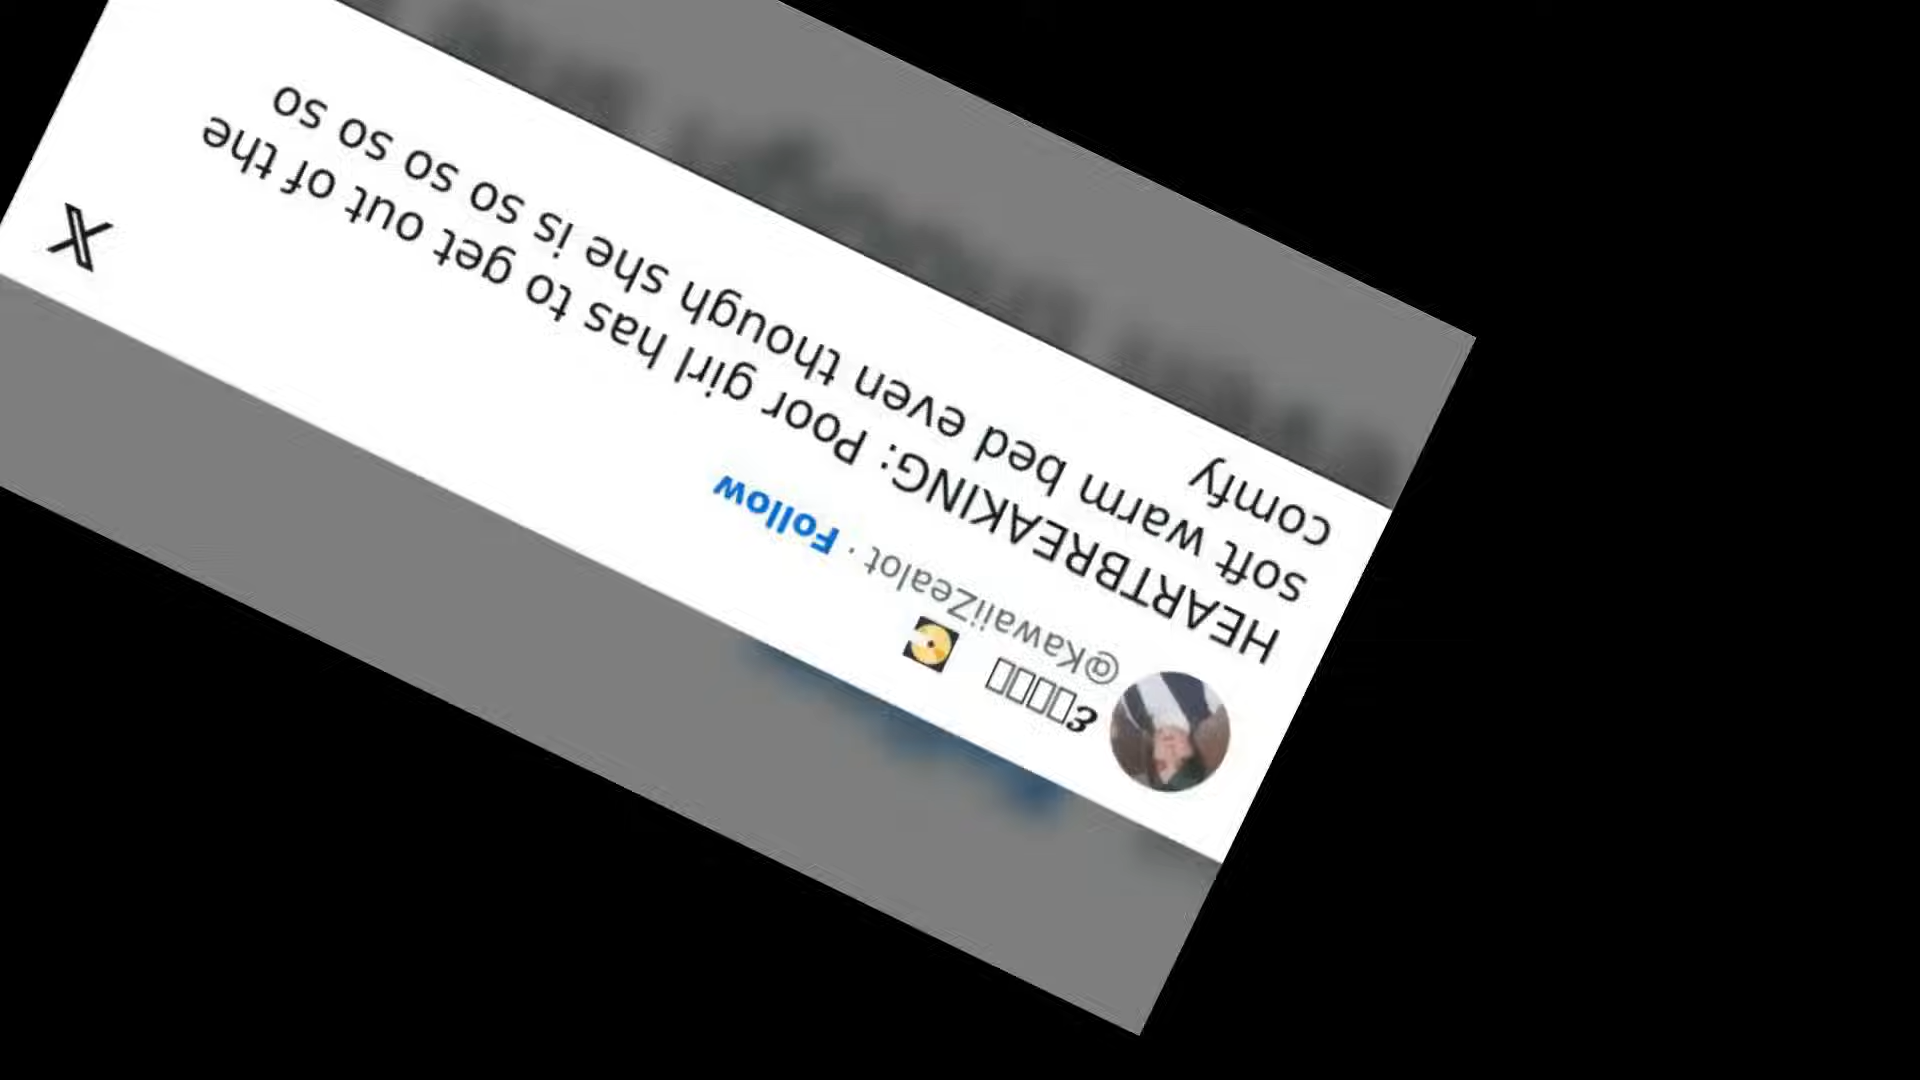 3
@KawaiiZealot · Follow
HEARTBREAKING: Poor girl has to get out of the
soft warm bed even though she is so so so so
comfy